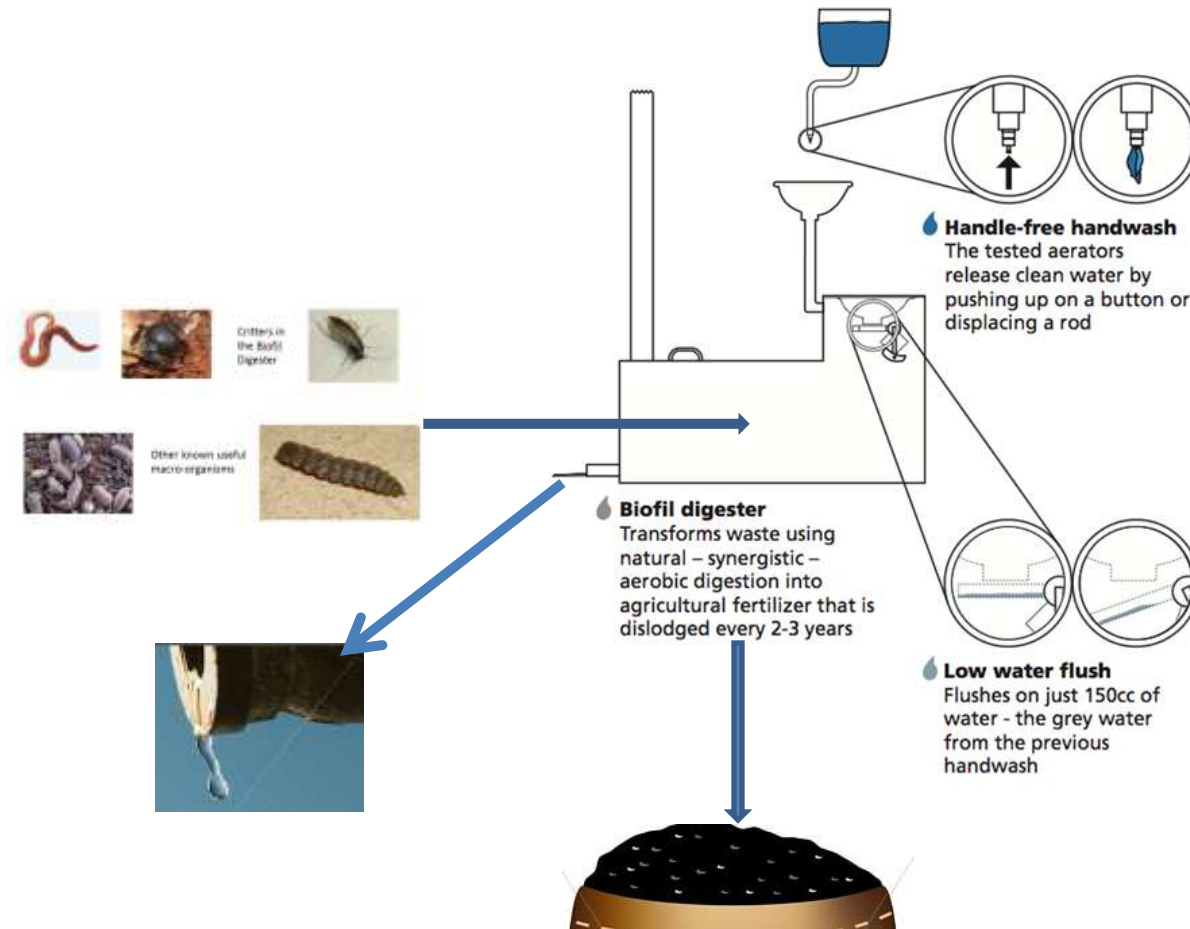 Handle-free handwash
The tested aerators
release clean water by
pushing up on a button or
displacing a rod
Critters in
the Biofil
Digester
Other known useful
macro-organisms
Biofil digester
Transforms waste using
natural – synergistic –
aerobic digestion into
agricultural fertilizer that is
dislodged every 2-3 years
Low water flush
Flushes on just 150cc of
water - the grey water
from the previous
handwash